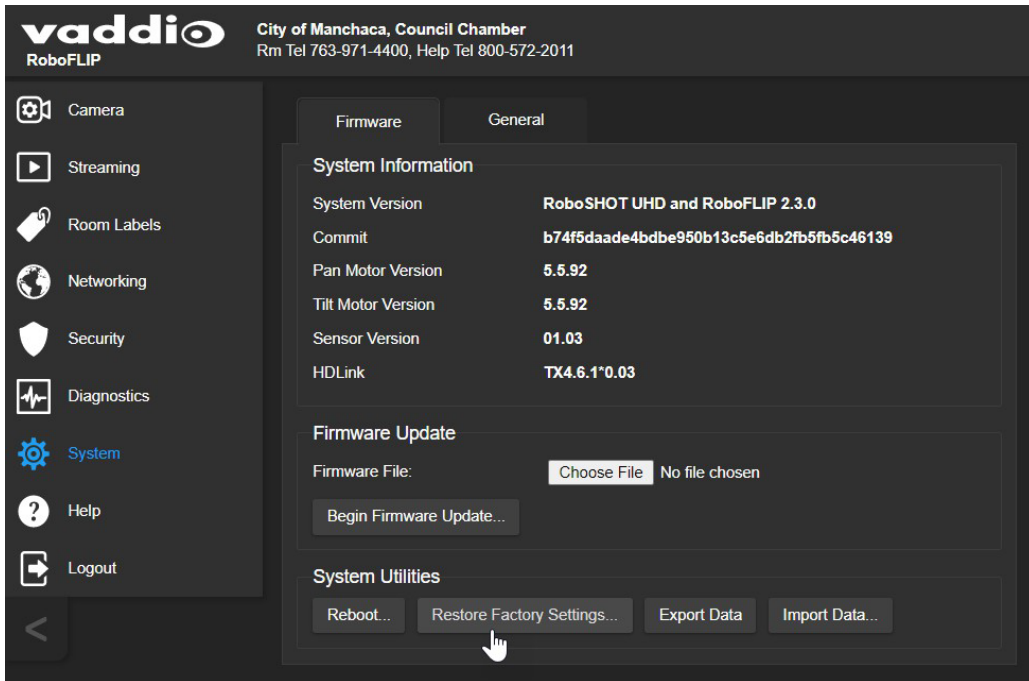 vaddio
RoboFLIP
City of Manchaca, Council Chamber
Rm Tel 763-971-4400, Help Tel 800-572-2011
Camera
Streaming
Room Labels
Networking
Security
Diagnostics
System
Help
Logout
<
Firmware General
System Information
System Version RoboSHOT UHD and RoboFLIP 2.3.0
Commit b74f5daade4bdbe950b13c5e6db2fb5fb5c46139
Pan Motor Version 5.5.92
Tilt Motor Version 5.5.92
Sensor Version 01.03
HDLink TX4.6.1*0.03
Firmware Update
Firmware File: Choose File No file chosen
Begin Firmware Update...
System Utilities
Reboot... Restore Factory Settings... Export Data Import Data...